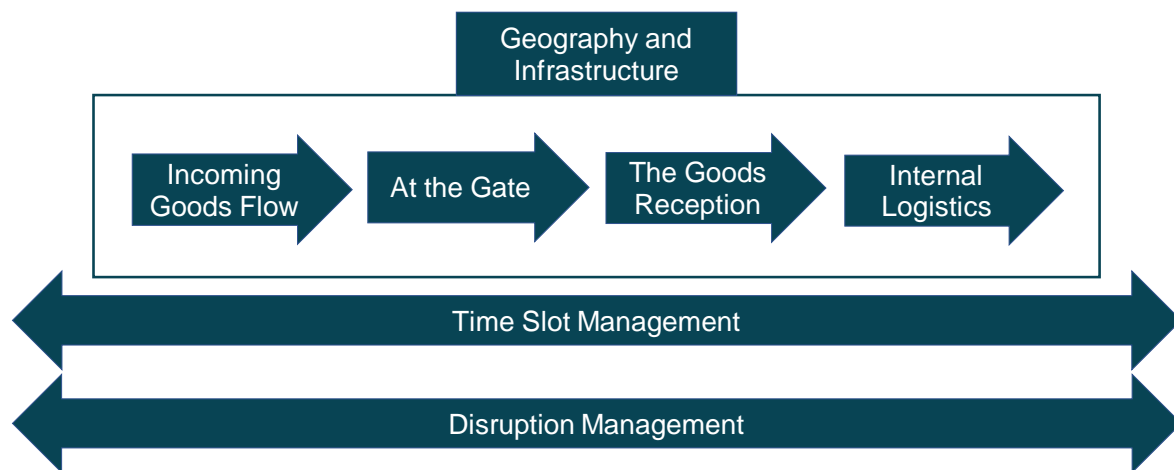 Geography and
Infrastructure
Incoming
Goods Flow
At the Gate
The Goods
Reception
Internal
Logistics
Time Slot Management
Disruption Management